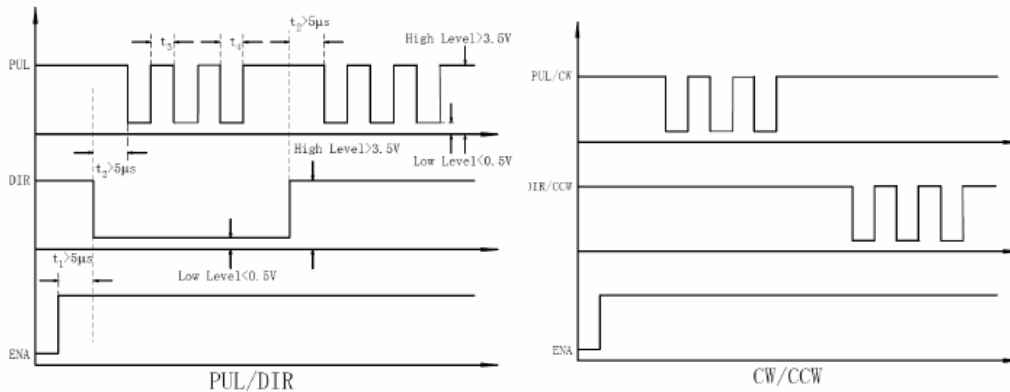 t₂>5μs
High Level>3.5V
t₃
t₄
PUL
t₂>5μs
High Level>3.5V
Low Level<0.5V
DIR
t₁>5μs
Low Level<0.5V
ENA
PUL/DIR
PUL/CW
DIR/CCW
ENA
CW/CCW